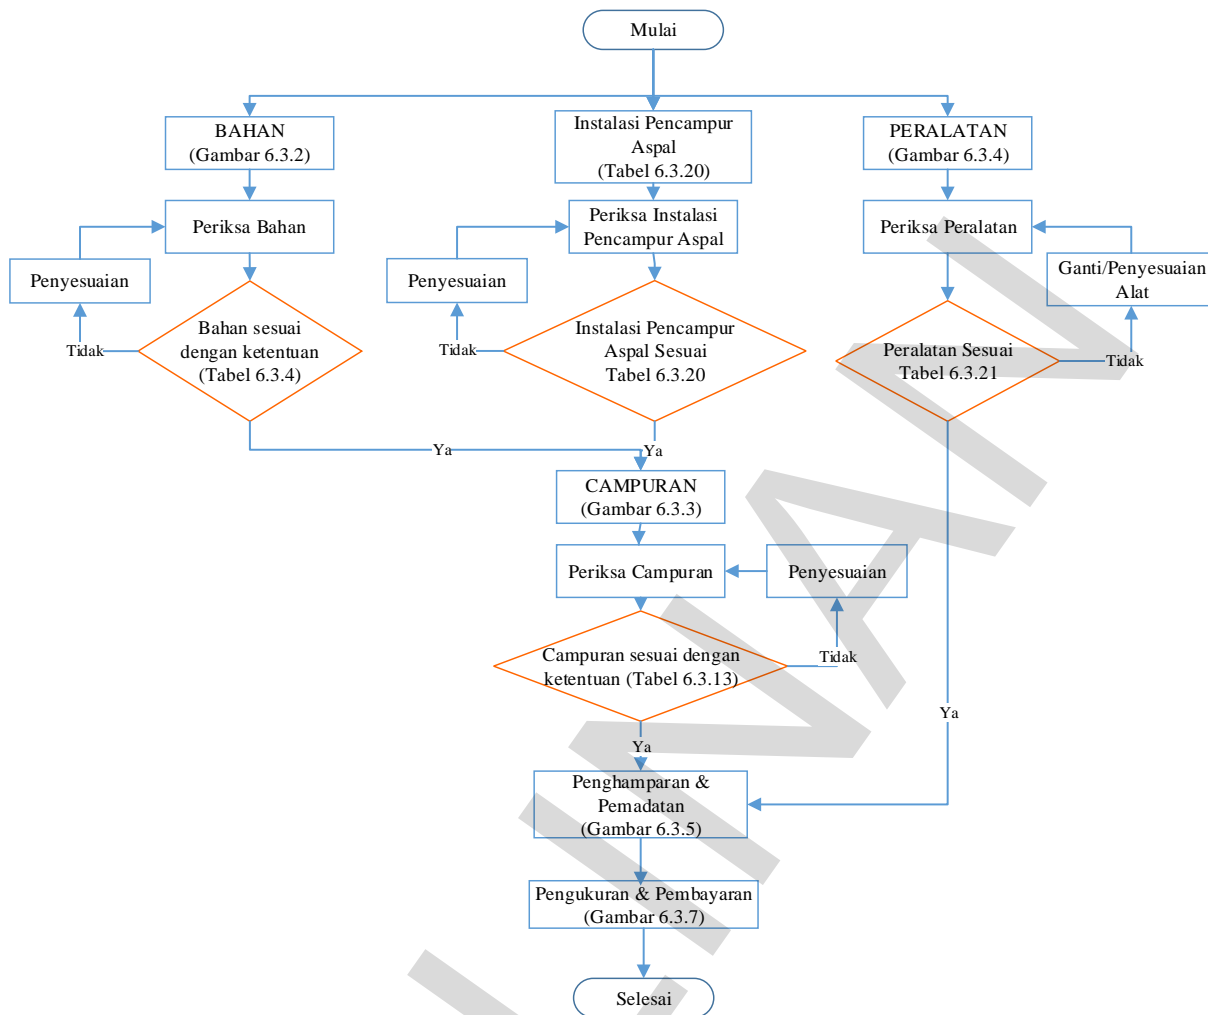 Mulai
BAHAN
(Gambar 6.3.2)
Instalasi Pencampur
Aspal
(Tabel 6.3.20)
PERALATAN
(Gambar 6.3.4)
Periksa Bahan
Periksa Instalasi
Pencampur Aspal
Periksa Peralatan
Penyesuaian
Penyesuaian
Ganti/Penyesuaian
Alat
Bahan sesuai
dengan ketentuan
(Tabel 6.3.4)
Tidak
Instalasi Pencampur
Aspal Sesuai
Tabel 6.3.20
Tidak
Peralatan Sesuai
Tabel 6.3.21
Tidak
Ya
Ya
CAMPURAN
(Gambar 6.3.3)
Periksa Campuran
Penyesuaian
Campuran sesuai dengan
ketentuan (Tabel 6.3.13)
Tidak
Ya
Ya
Penghamparan &
Pemadatan
(Gambar 6.3.5)
Pengukuran & Pembayaran
(Gambar 6.3.7)
Selesai